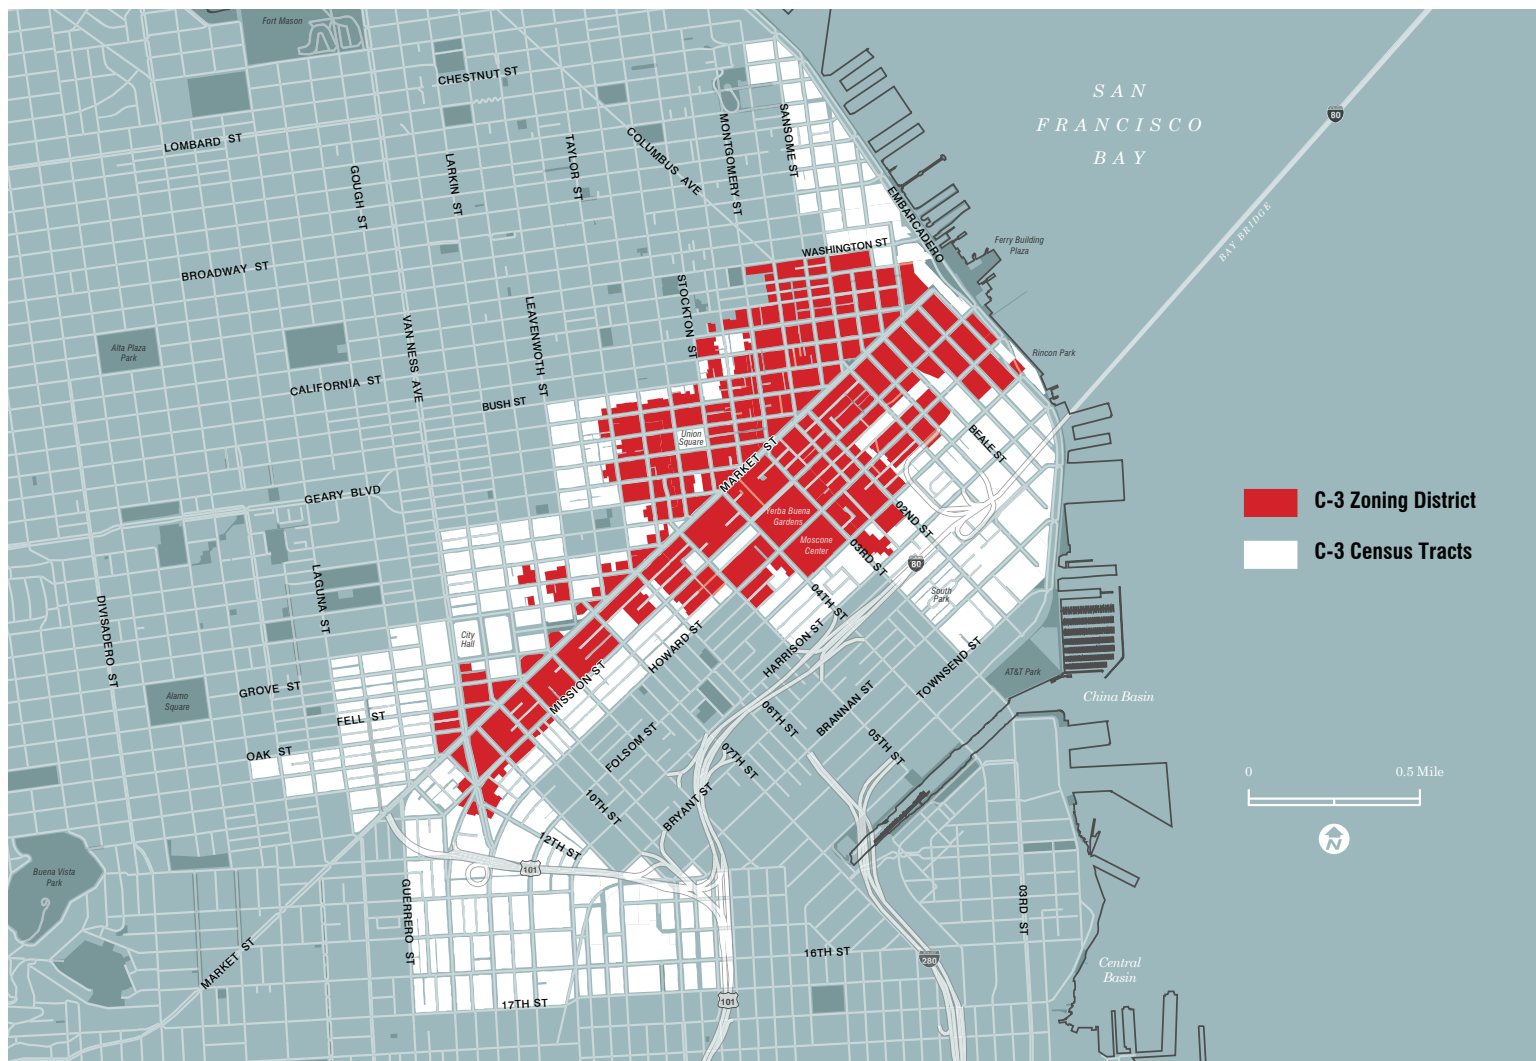 Fort Mason
CHESTNUT ST
LOMBARD ST
GOUGH ST
LARKIN ST
TAYLOR ST
COLUMBUS AVE
MONTGOMERY ST
SANSOME ST
EMBARCADERO
SAN
FRANCISCO
BAY
80
BAY BRIDGE
Ferry Building
Plaza
WASHINGTON ST
BROADWAY ST
STOCKTON ST
LEAVENWOTH ST
VAN NESS AVE
Alta Plaza
Park
CALIFORNIA ST
BUSH ST
Rincon Park
Union
Square
MARKET ST
BEALE ST
GEARY BLVD
Yerba Buena
Gardens
Moscone
Center
02ND ST
03RD ST
80
C-3 Zoning District
C-3 Census Tracts
LAGUNA ST
DIVISADERO ST
City
Hall
04TH ST
South
Park
HOWARD ST
HARRISON ST
TOWNSEND ST
AT&T Park
China Basin
Alamo
Square
GROVE ST
MISSION ST
FELL ST
OAK ST
FOLSOM ST
06TH ST
BRANNAN ST
05TH ST
07TH ST
10TH ST
BRYANT ST
12TH ST
0
0.5 Mile
N
Buena Vista
Park
101
GUERRERO ST
03RD ST
MARKET ST
16TH ST
280
Central
Basin
17TH ST
101